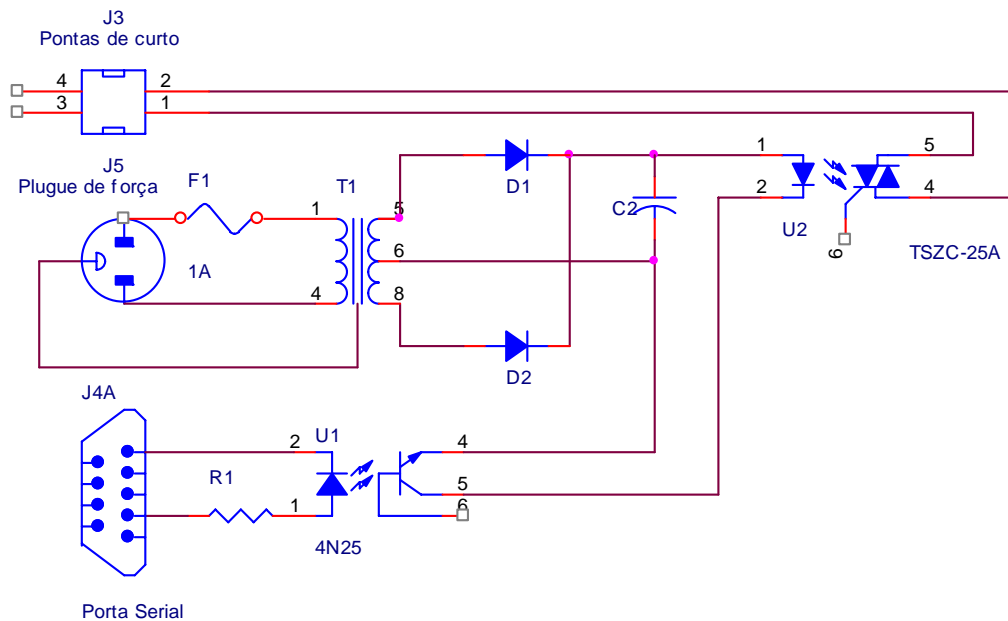 J3
Pontas de curto
4
2
3
1
J5
Plugue de força
F1
T1
1
5
1A
6
4
8
D1
D2
C2
1
2
5
4
U2
6
TSZC-25A
J4A
2
U1
4
R1
1
5
6
4N25
Porta Serial